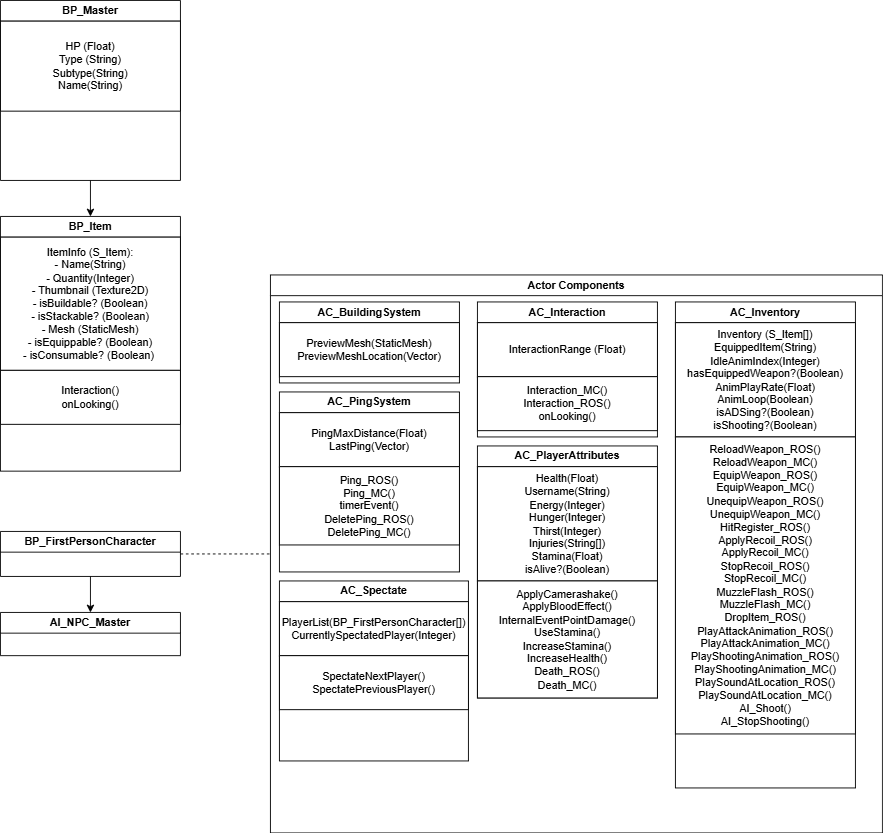 BP_Master
HP (Float)
Type (String)
Subtype(String)
Name(String)
BP_Item
ItemInfo (S_Item):
- Name(String)
- Quantity(Integer)
- Thumbnail (Texture2D)
- isBuildable? (Boolean)
- isStackable? (Boolean)
- Mesh (StaticMesh)
- isEquippable? (Boolean)
- isConsumable? (Boolean)
Interaction()
onLooking()
BP_FirstPersonCharacter
AI_NPC_Master
Actor Components
AC_BuildingSystem
PreviewMesh(StaticMesh)
PreviewMeshLocation(Vector)
AC_PingSystem
PingMaxDistance(Float)
LastPing(Vector)
Ping_ROS()
Ping_MC()
timerEvent()
DeletePing_ROS()
DeletePing_MC()
AC_Spectate
PlayerList(BP_FirstPersonCharacter[])
CurrentlySpectatedPlayer(Integer)
SpectateNextPlayer()
SpectatePreviousPlayer()
AC_Interaction
InteractionRange (Float)
Interaction_MC()
Interaction_ROS()
onLooking()
AC_PlayerAttributes
Health(Float)
Username(String)
Energy(Integer)
Hunger(Integer)
Thirst(Integer)
Injuries(String[])
Stamina(Float)
isAlive?(Boolean)
ApplyCamerashake()
ApplyBloodEffect()
InternalEventPointDamage()
UseStamina()
IncreaseStamina()
IncreaseHealth()
Death_ROS()
Death_MC()
AC_Inventory
Inventory (S_Item[])
EquippedItem(String)
IdleAnimIndex(Integer)
hasEquippedWeapon?(Boolean)
AnimPlayRate(Float)
AnimLoop(Boolean)
isADSing?(Boolean)
isShooting?(Boolean)
ReloadWeapon_ROS()
ReloadWeapon_MC()
EquipWeapon_ROS()
EquipWeapon_MC()
UnequipWeapon_ROS()
UnequipWeapon_MC()
HitRegister_ROS()
ApplyRecoil_ROS()
ApplyRecoil_MC()
StopRecoil_ROS()
StopRecoil_MC()
MuzzleFlash_ROS()
MuzzleFlash_MC()
DropItem_ROS()
PlayAttackAnimation_ROS()
PlayAttackAnimation_MC()
PlayShootingAnimation_ROS()
PlayShootingAnimation_MC()
PlaySoundAtLocation_ROS()
PlaySoundAtLocation_MC()
AI_Shoot()
AI_StopShooting()